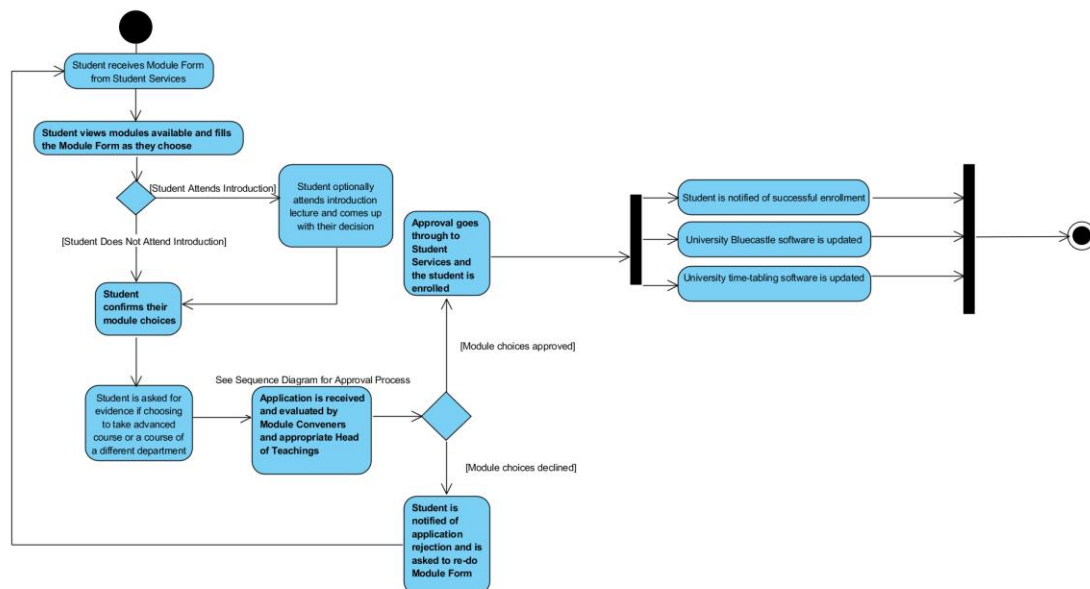 Student receives Module Form
from Student Services
Student views modules available and fills
the Module Form as they choose
[Student Attends Introduction]
Student optionally
attends introduction
lecture and comes up
with their decision
[Student Does Not Attend Introduction]
Student
confirms their
module choices
Student is asked for
evidence if choosing
to take advanced
course or a course of
a different department
See Sequence Diagram for Approval Process
Application is received
and evaluated by
Module Conveners
and appropriate Head
of Teachings
[Module choices approved]
Approval goes
through to
Student
Services and
the student is
enrolled
[Module choices declined]
Student is
notified of
application
rejection and is
asked to re-do
Module Form
Student is notified of successful enrollment
University Bluecastle software is updated
University time-tabling software is updated